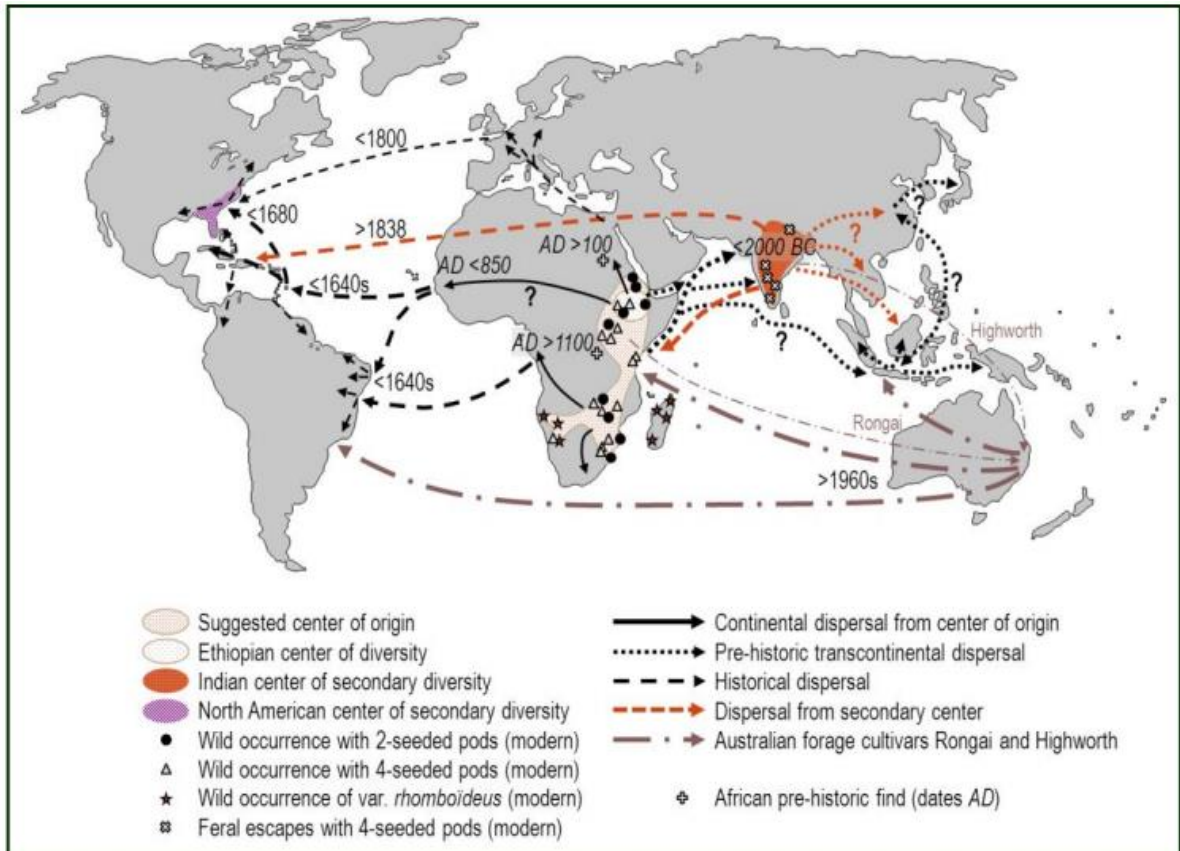 <1800
<1680
>1838
AD >100
<2000 BC
AD <850
<1640s
?
?
?
?
?
Highworth
AD >1100
<1640s
Rongai
>1960s
Suggested center of origin
Ethiopian center of diversity
Indian center of secondary diversity
North American center of secondary diversity
Wild occurrence with 2-seeded pods (modern)
Wild occurrence with 4-seeded pods (modern)
Wild occurrence of var. rhomboïdeus (modern)
Feral escapes with 4-seeded pods (modern)
Continental dispersal from center of origin
Pre-historic transcontinental dispersal
Historical dispersal
Dispersal from secondary center
Australian forage cultivars Rongai and Highworth
African pre-historic find (dates AD)